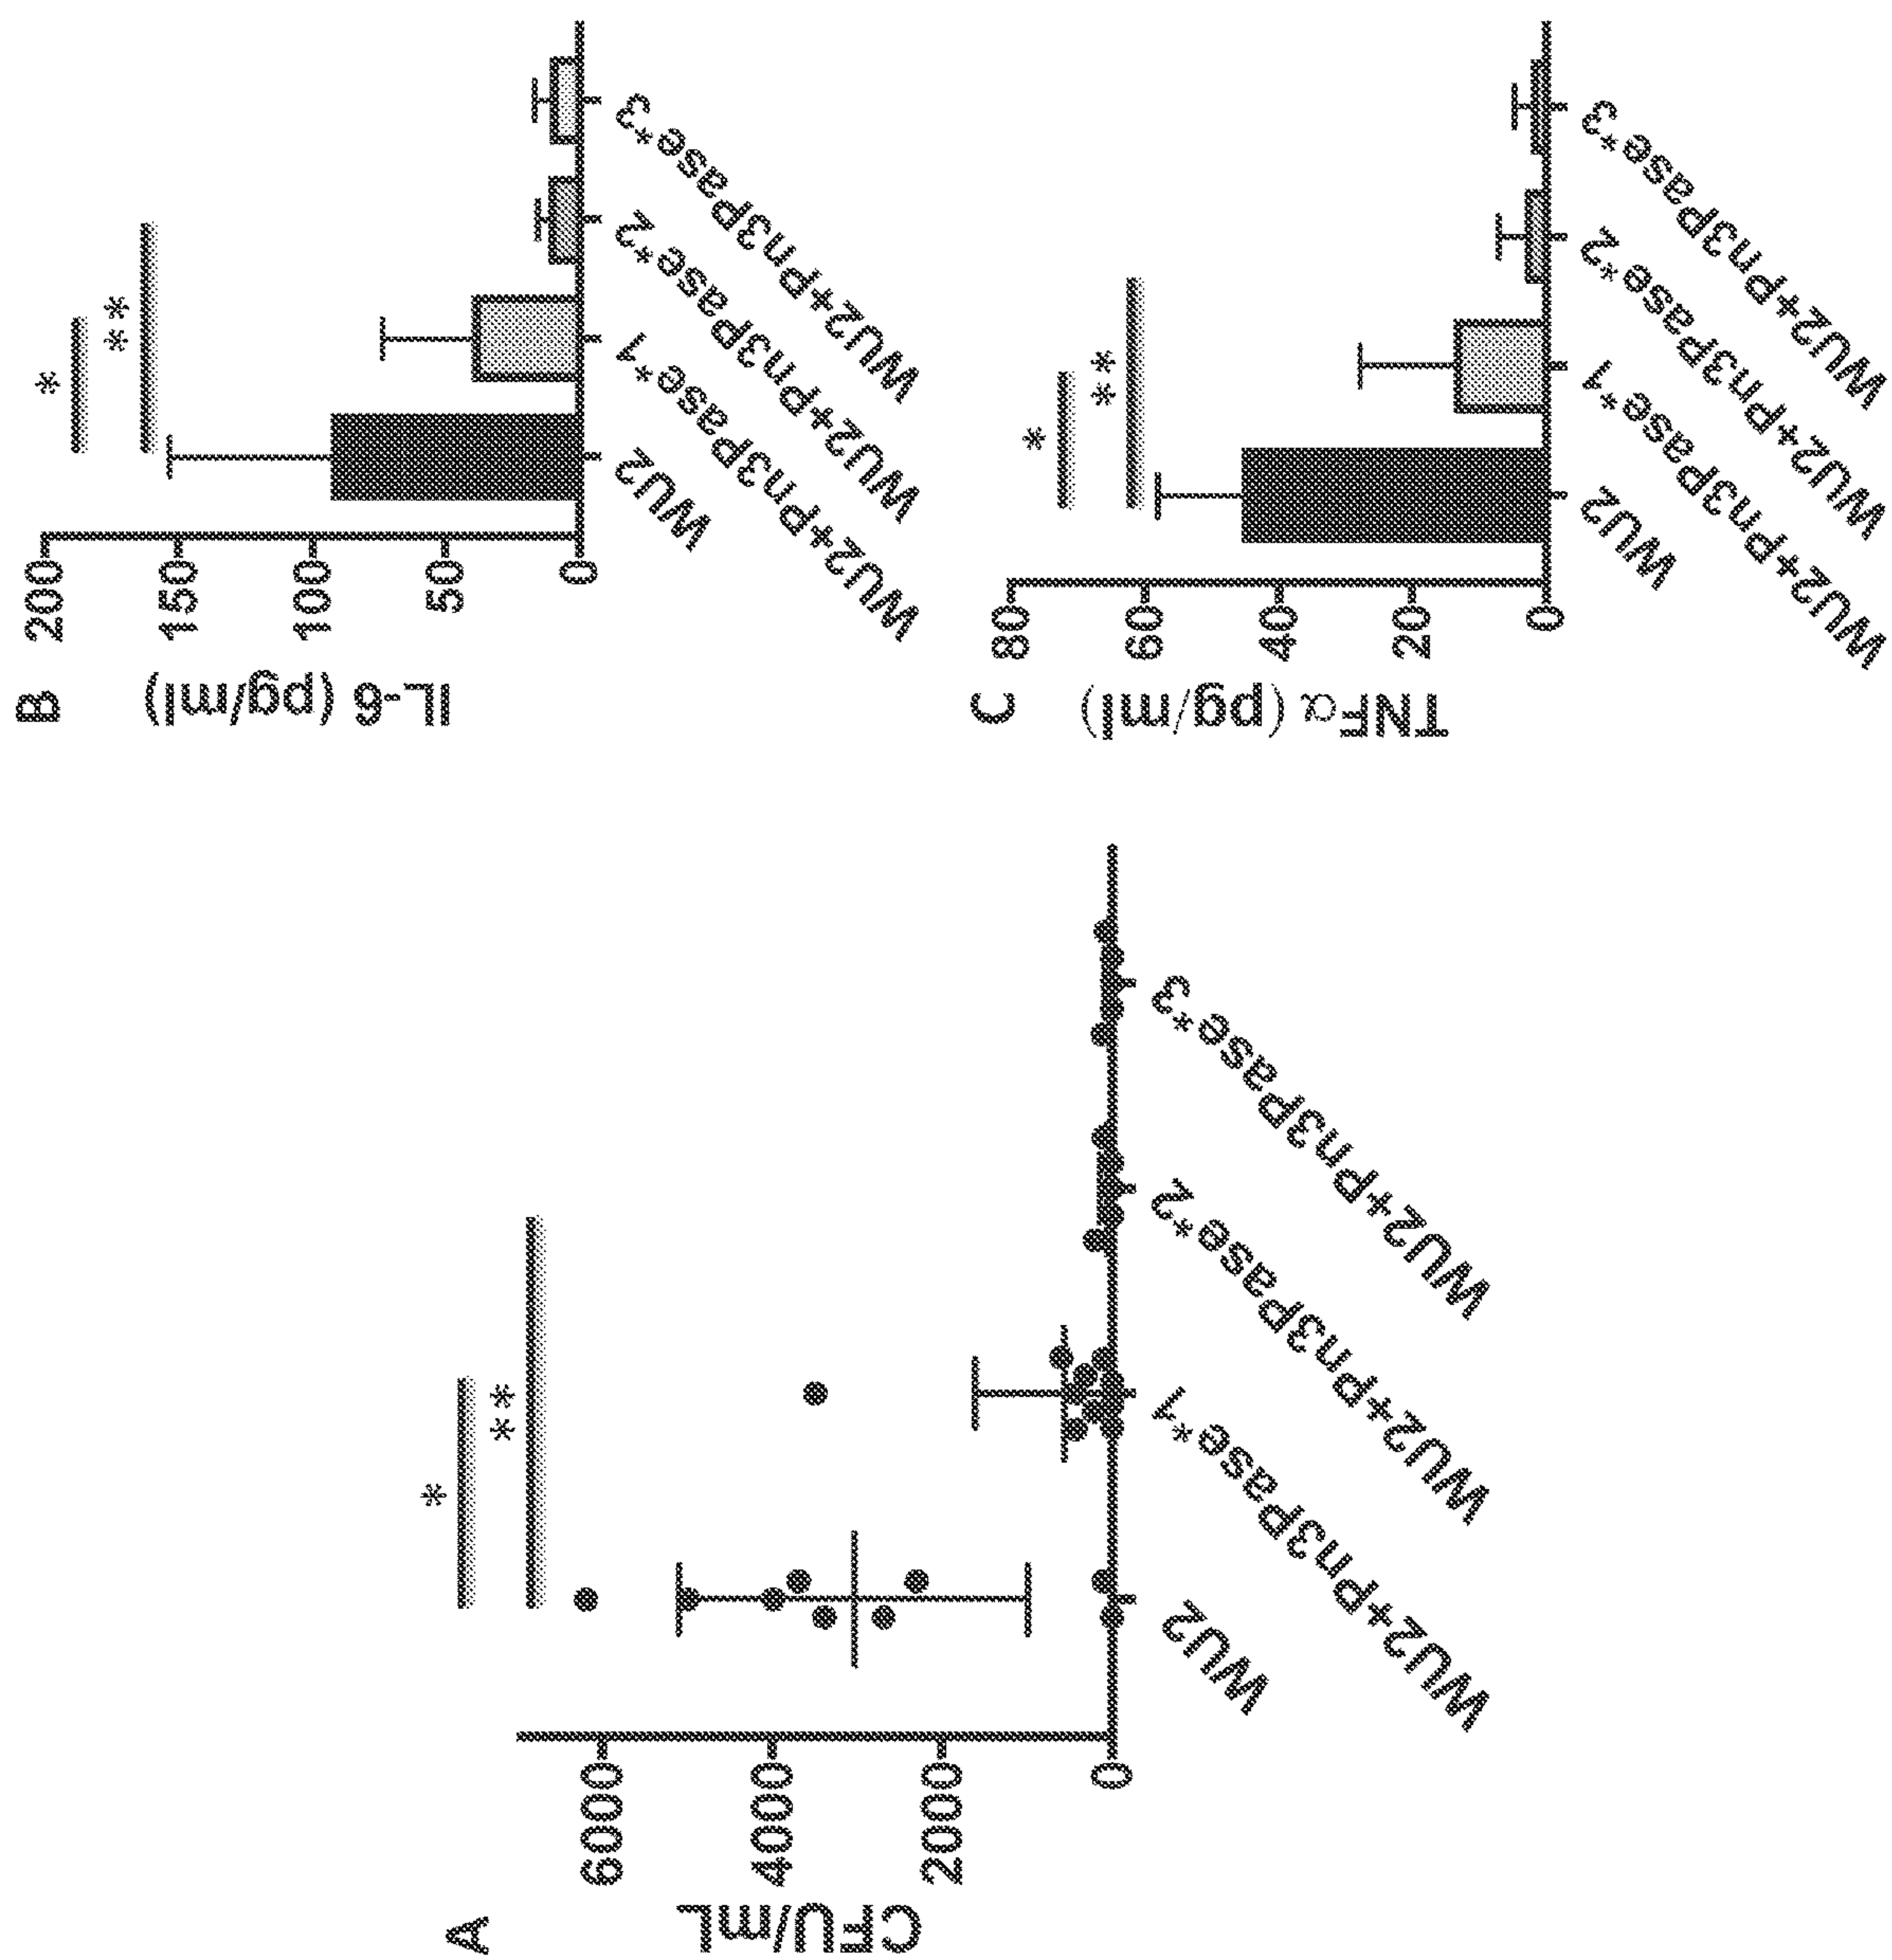 A
CFU/mL
6000
4000
2000
0
*
**
WU2
WU2+Pn3Pase*1
WU2+Pn3Pase*2
WU2+Pn3Pase*3
B
IL-6 (pg/ml)
200
150
100
50
0
*
**
WU2
WU2+Pn3Pase*1
WU2+Pn3Pase*2
WU2+Pn3Pase*3
C
TNFα (pg/ml)
80
60
40
20
0
*
**
WU2
WU2+Pn3Pase*1
WU2+Pn3Pase*2
WU2+Pn3Pase*3